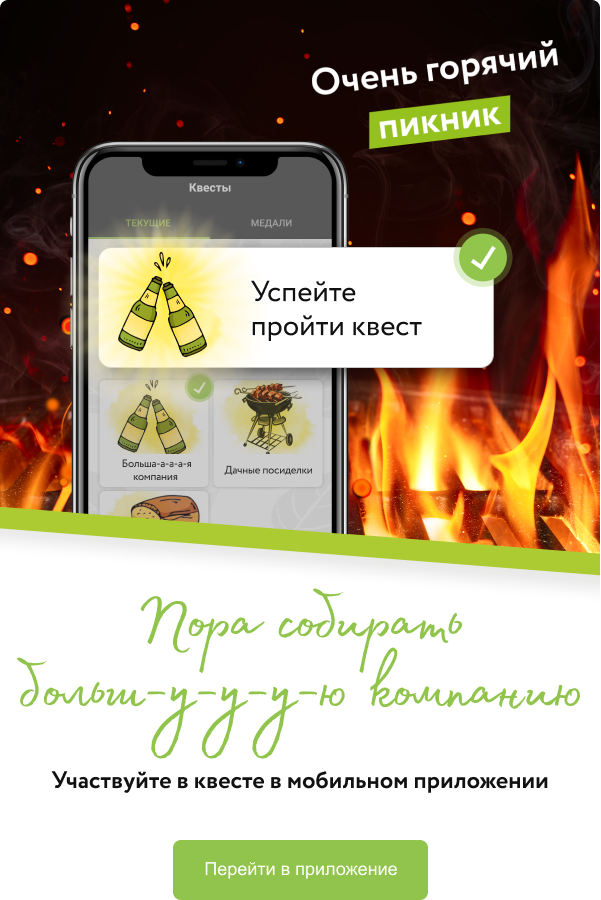 Очень горячий
пикник
Квесты
ТЕКУЩИЕ МЕДАЛИ
Успейте
пройти квест
Больша-а-а-а-я
компания
Дачные посиделки
Пора собирать
больш-у-у-у-ю компанию
Участвуйте в квесте в мобильном приложении
Перейти в приложение